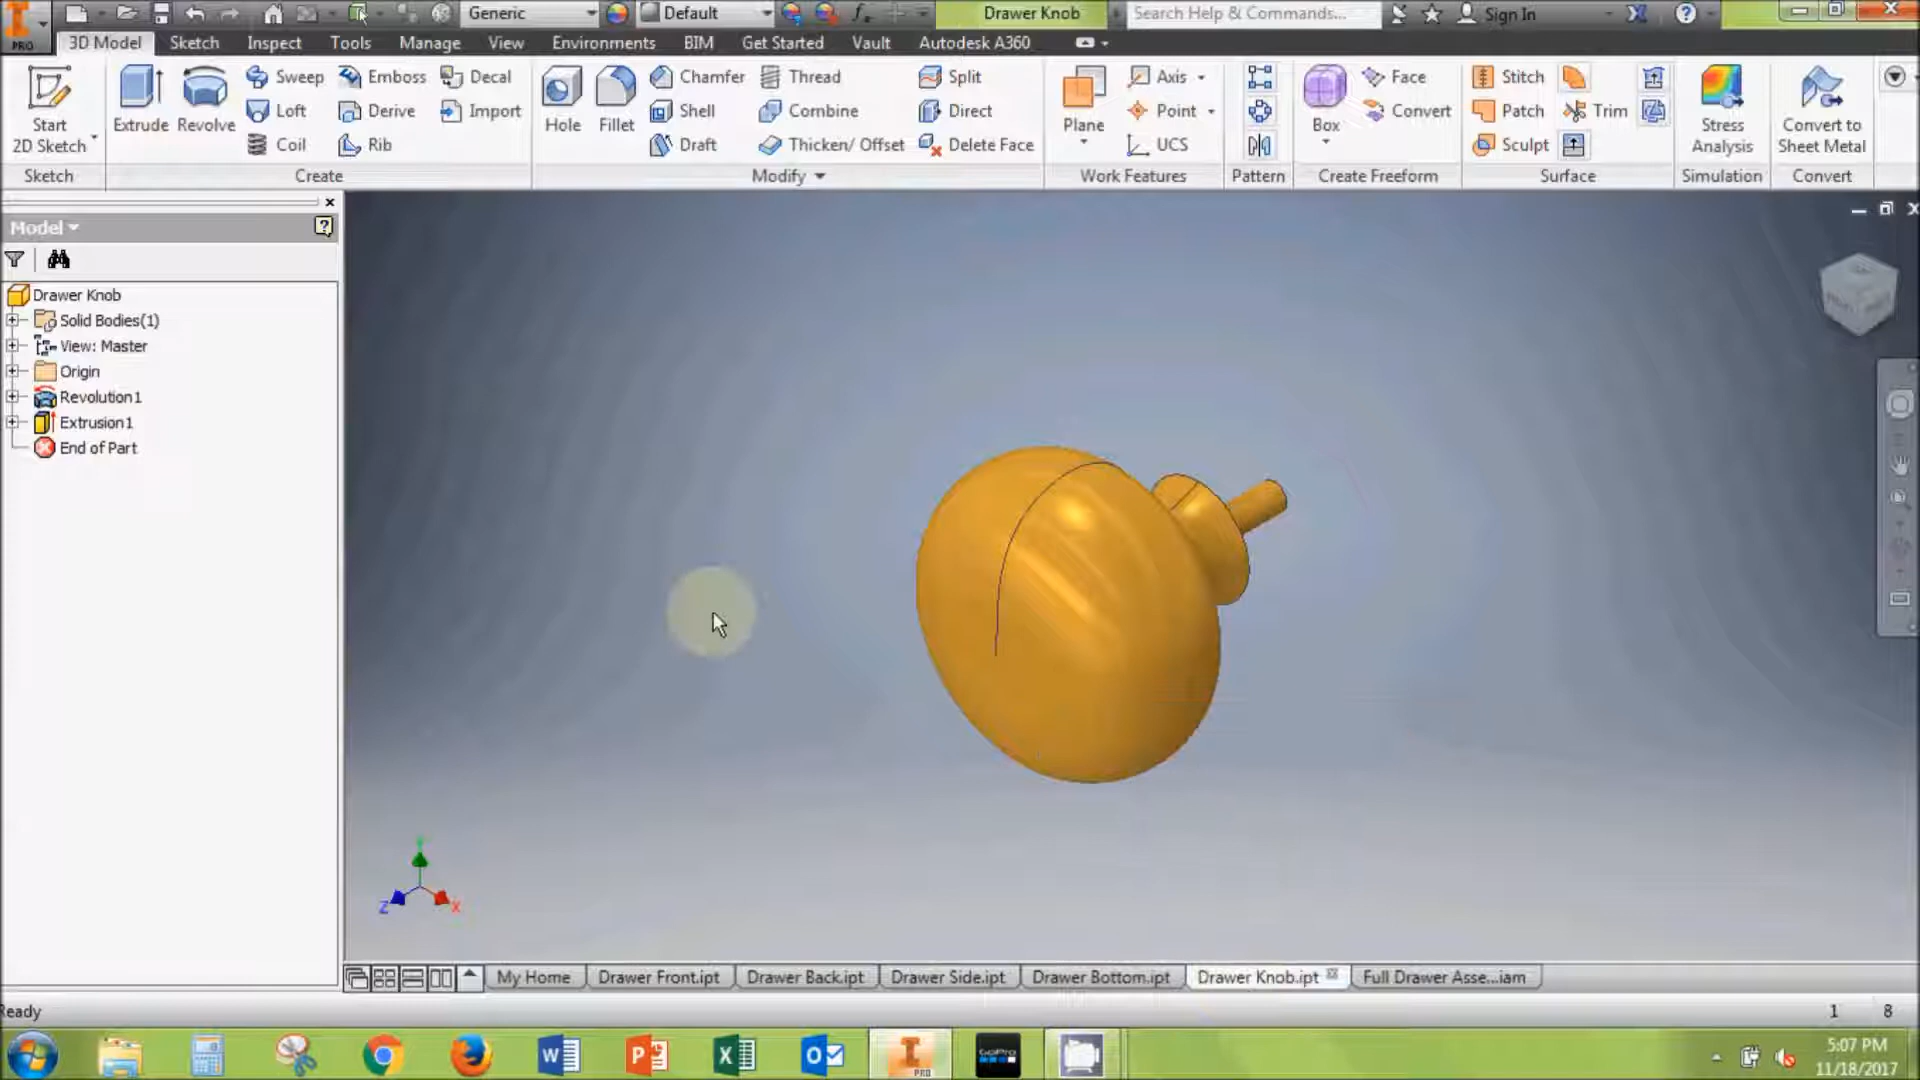 PRO
Generic
Default
Drawer Knob
Search Help & Commands...
Sign In
3D Model
Sketch
Inspect
Tools
Manage
View
Environments
BIM
Get Started
Vault
Autodesk A360
Start
2D Sketch
Extrude
Revolve
Sweep
Loft
Coil
Emboss
Derive
Rib
Decal
Import
Hole
Fillet
Chamfer
Shell
Draft
Thread
Combine
Thicken/ Offset
Split
Direct
Delete Face
Plane
Axis
Point
UCS
Box
Face
Convert
Stitch
Patch
Sculpt
Trim
Stress
Analysis
Convert to
Sheet Metal
Sketch
Create
Modify
Work Features
Pattern
Create Freeform
Surface
Simulation
Convert
Model
Drawer Knob
Solid Bodies(1)
View: Master
Origin
Revolution1
Extrusion1
End of Part
Z
X
My Home
Drawer Front.ipt
Drawer Back.ipt
Drawer Side.ipt
Drawer Bottom.ipt
Drawer Knob.ipt
Full Drawer Asse...iam
Ready
1
8
GoPro
PRO
5:07 PM
11/18/2017